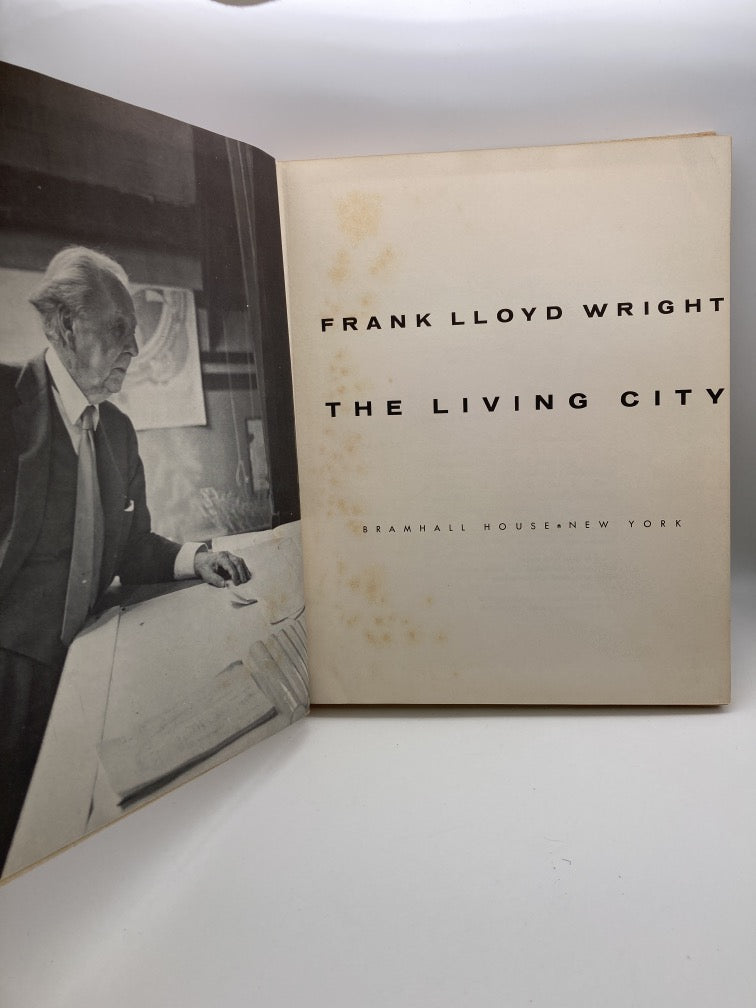 FRANK LLOYD WRIGHT
THE LIVING CITY
BRAMHALL HOUSE • NEW YORK